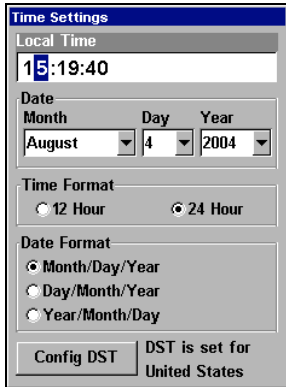 Time Settings
Local Time
15:19:40
Date
Month Day Year
August 4 2004
Time Format
12 Hour 24 Hour
Date Format
Month/Day/Year
Day/Month/Year
Year/Month/Day
Config DST
DST is set for
United States